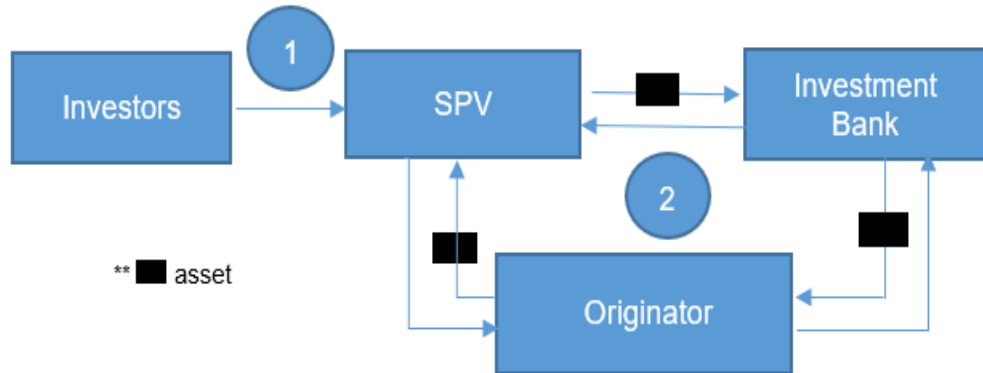 1
Investors
SPV
Investment
Bank
2
** asset
Originator